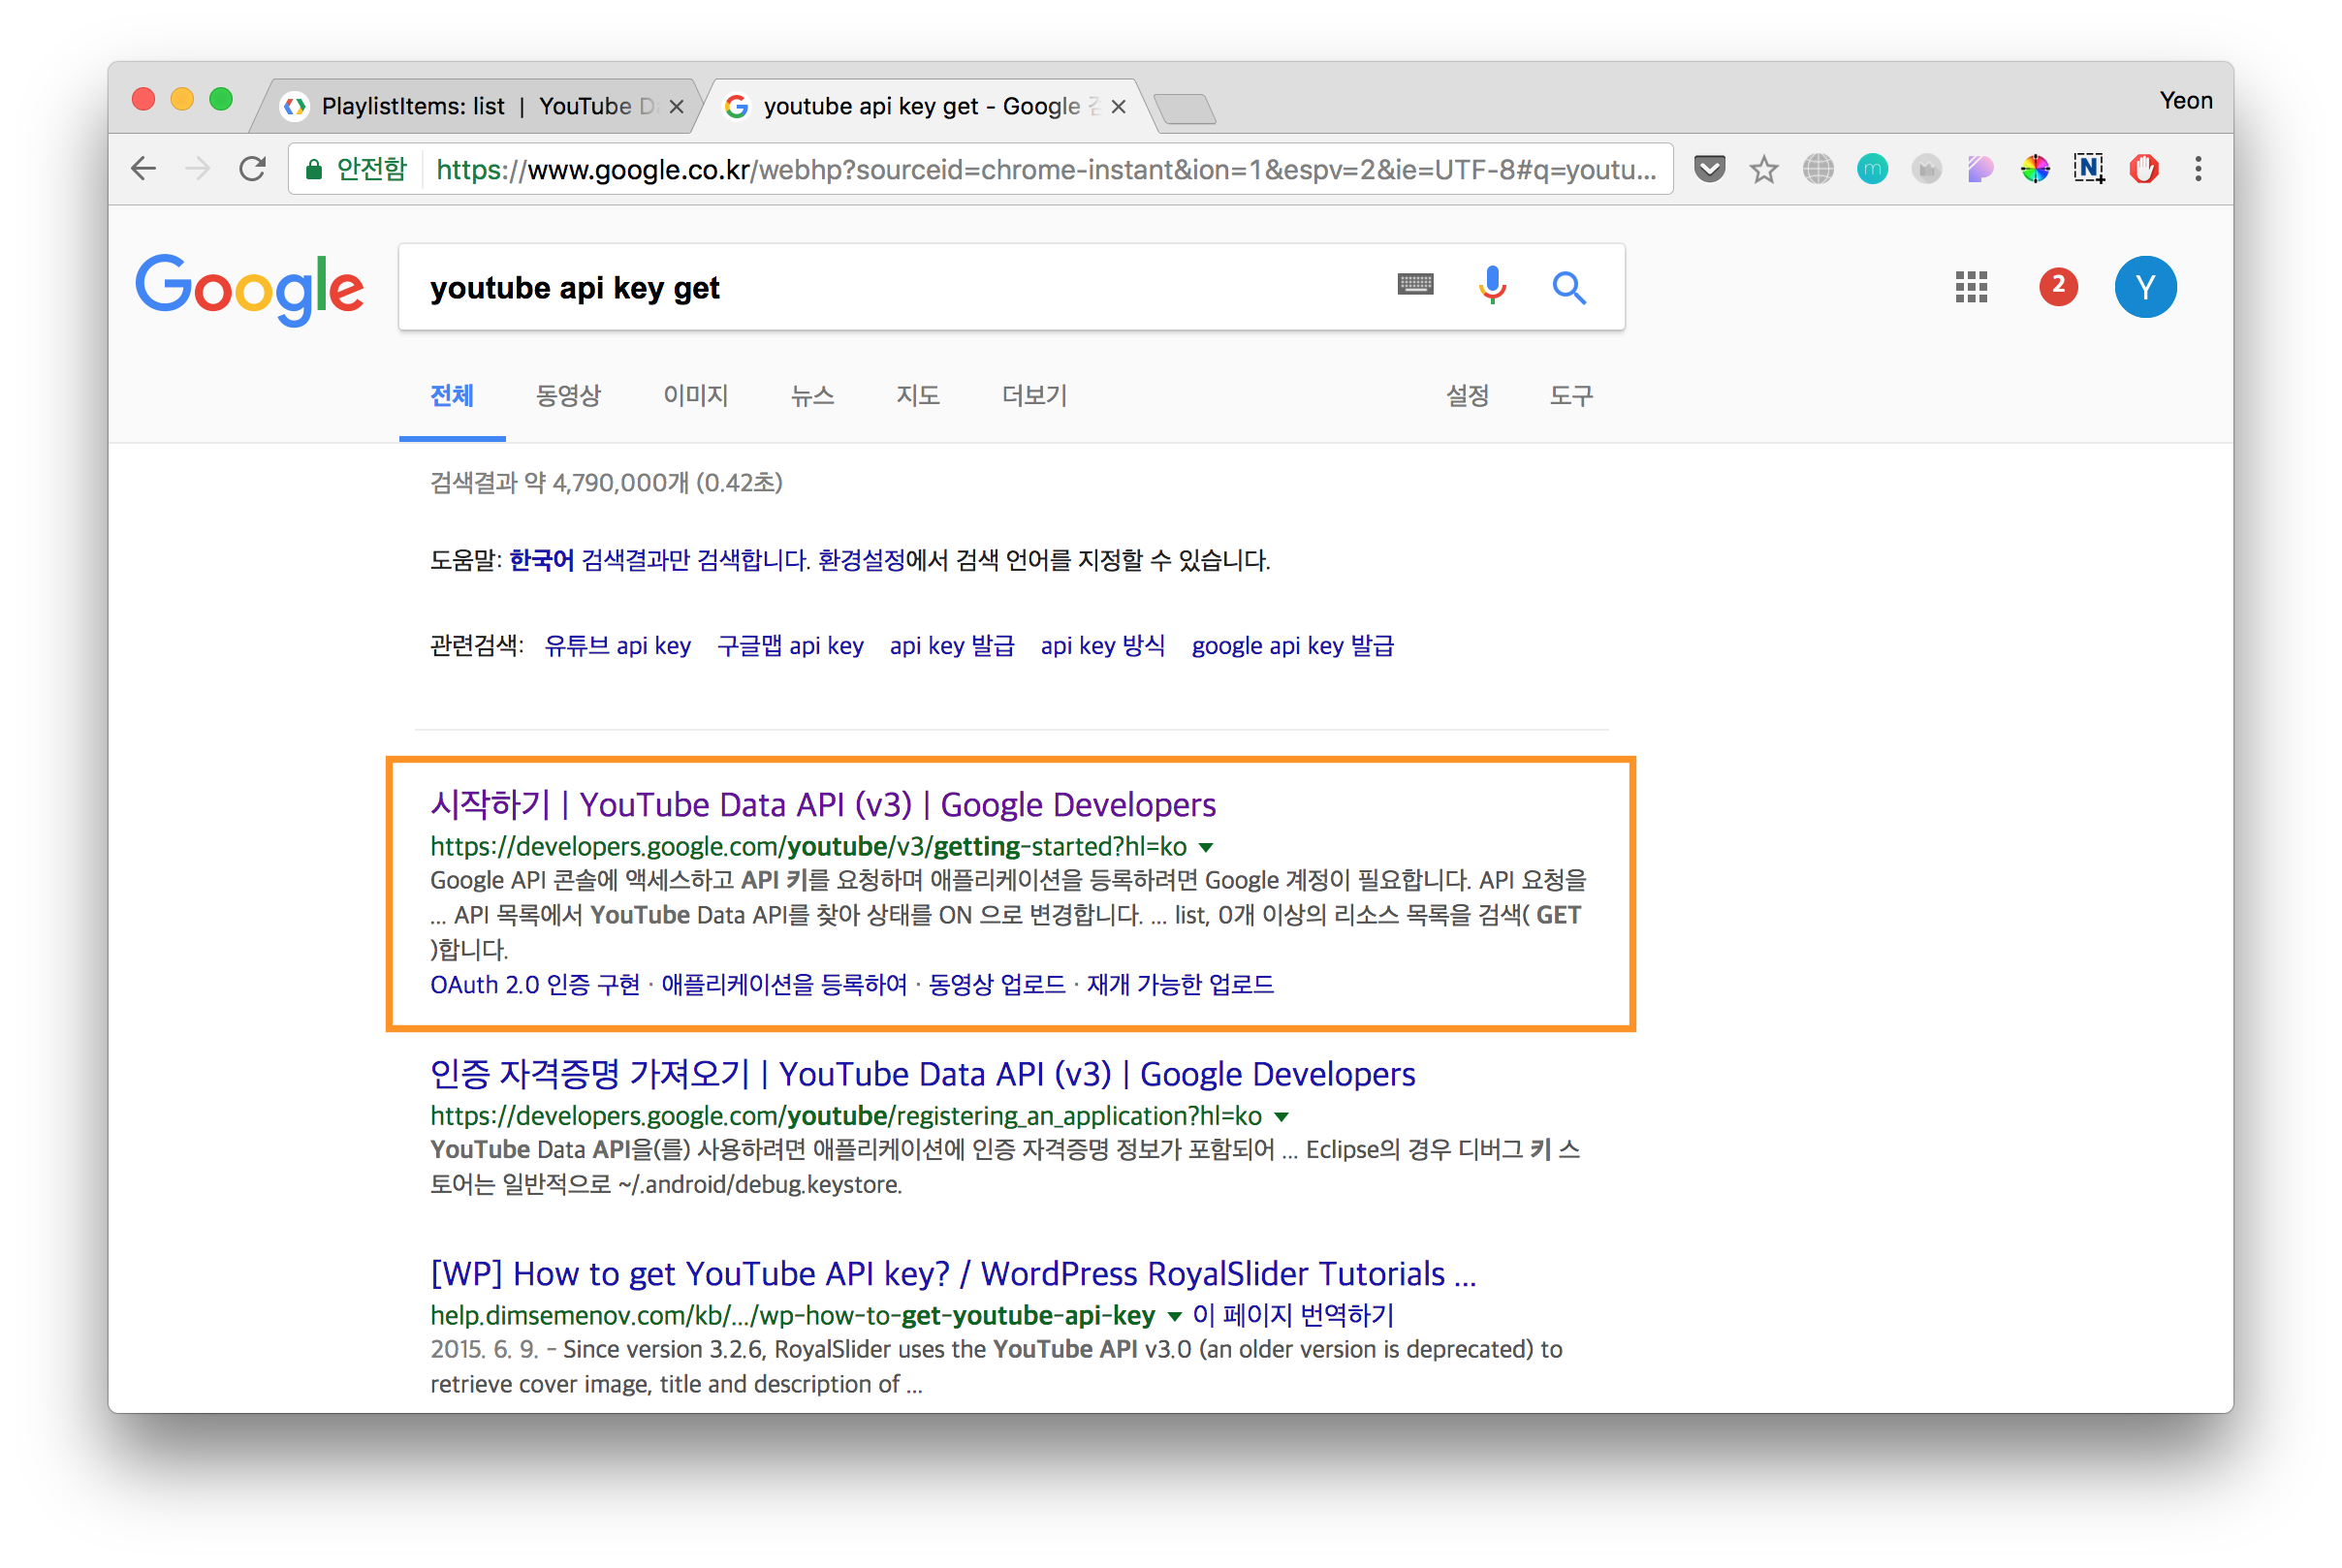 PlaylistItems: list | YouTube D
youtube api key get - Google 검
Yeon
안전함 https://www.google.co.kr/webhp?sourceid=chrome-instant&ion=1&espv=2&ie=UTF-8#q=youtu...
Google
youtube api key get
2
Y
전체 동영상 이미지 뉴스 지도 더보기 설정 도구
검색결과 약 4,790,000개 (0.42초)
도움말: 한국어 검색결과만 검색합니다. 환경설정에서 검색 언어를 지정할 수 있습니다.
관련검색: 유튜브 api key 구글맵 api key api key 발급 api key 방식 google api key 발급
시작하기 | YouTube Data API (v3) | Google Developers
https://developers.google.com/youtube/v3/getting-started?hl=ko
Google API 콘솔에 액세스하고 API 키를 요청하며 애플리케이션을 등록하려면 Google 계정이 필요합니다. API 요청을
... API 목록에서 YouTube Data API를 찾아 상태를 ON 으로 변경합니다. ... list, 0개 이상의 리소스 목록을 검색( GET
)합니다.
OAuth 2.0 인증 구현 · 애플리케이션을 등록하여 · 동영상 업로드 · 재개 가능한 업로드
인증 자격증명 가져오기 | YouTube Data API (v3) | Google Developers
https://developers.google.com/youtube/registering_an_application?hl=ko
YouTube Data API을(를) 사용하려면 애플리케이션에 인증 자격증명 정보가 포함되어 ... Eclipse의 경우 디버그 키 스
토어는 일반적으로 ~/.android/debug.keystore.
[WP] How to get YouTube API key? / WordPress RoyalSlider Tutorials ...
help.dimsemenov.com/kb/.../wp-how-to-get-youtube-api-key 이 페이지 번역하기
2015. 6. 9. - Since version 3.2.6, RoyalSlider uses the YouTube API v3.0 (an older version is deprecated) to
retrieve cover image, title and description of ...